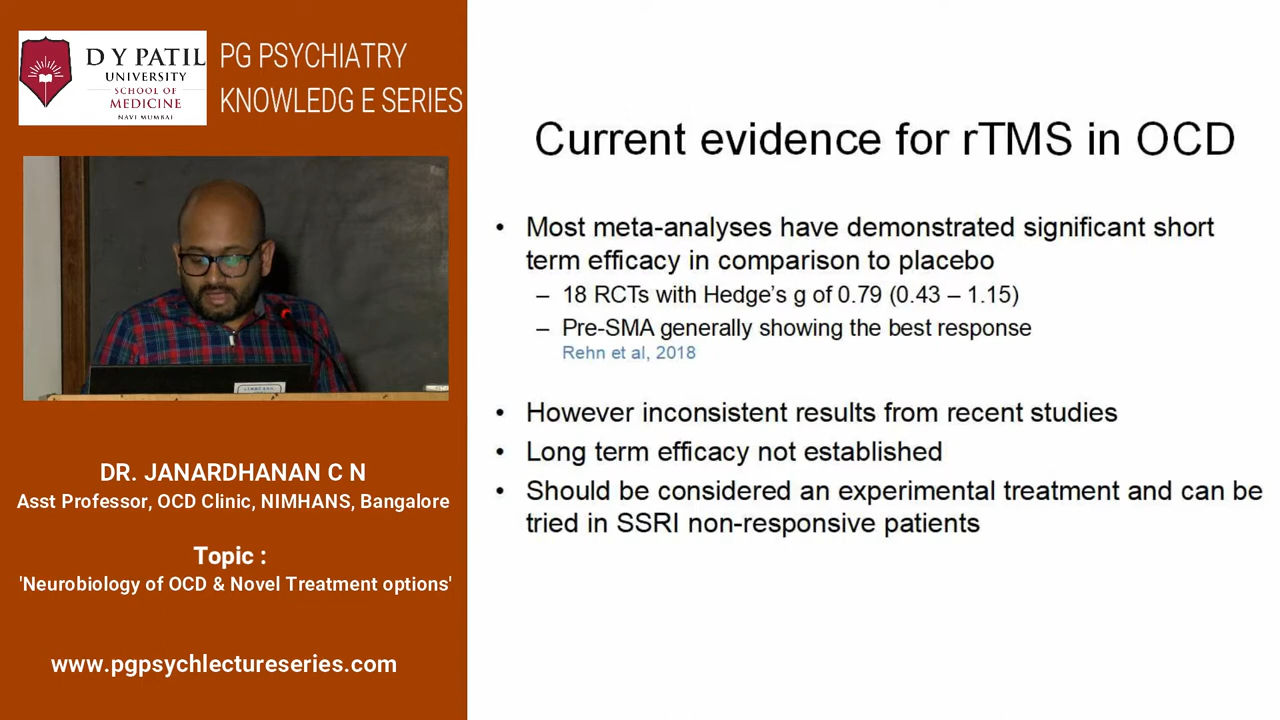 D Y PATIL
UNIVERSITY
SCHOOL OF
MEDICINE
NAVI MUMBAI
PG PSYCHIATRY
KNOWLEDG E SERIES
DR. JANARDHANAN C N
Asst Professor, OCD Clinic, NIMHANS, Bangalore
Topic :
'Neurobiology of OCD & Novel Treatment options'
www.pgpsychlectureseries.com
Current evidence for rTMS in OCD
• Most meta-analyses have demonstrated significant short
term efficacy in comparison to placebo
– 18 RCTs with Hedge's g of 0.79 (0.43 – 1.15)
– Pre-SMA generally showing the best response
Rehn et al, 2018
• However inconsistent results from recent studies
• Long term efficacy not established
• Should be considered an experimental treatment and can be
tried in SSRI non-responsive patients